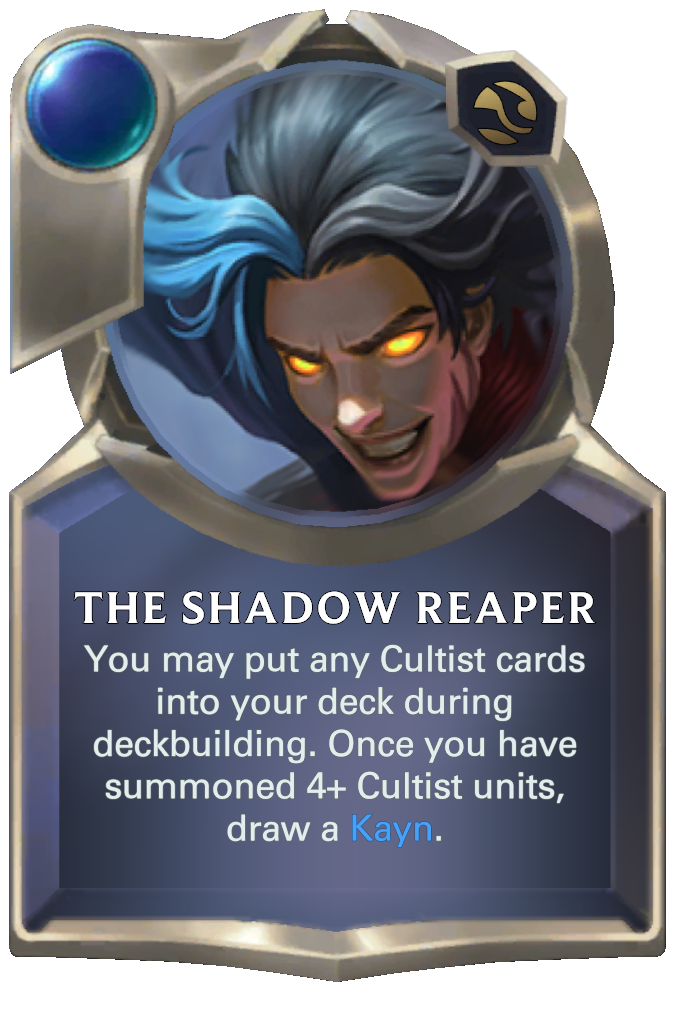 THE SHADOW REAPER
You may put any Cultist cards
into your deck during
deckbuilding. Once you have
summoned 4+ Cultist units,
draw a Kayn.